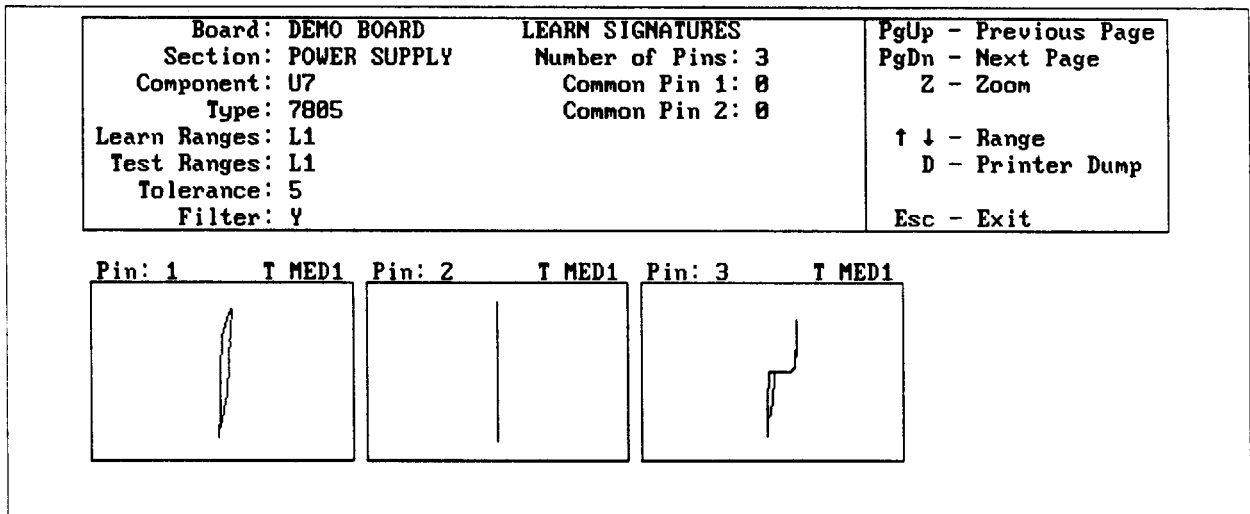 Board: DEMO BOARD LEARN SIGNATURES PgUp - Previous Page
Section: POWER SUPPLY Number of Pins: 3 PgDn - Next Page
Component: U7 Common Pin 1: 0 Z - Zoom
Type: 7805 Common Pin 2: 0
Learn Ranges: L1 ↑ ↓ - Range
Test Ranges: L1 D - Printer Dump
Tolerance: 5
Filter: Y Esc - Exit
Pin: 1 T MED1 Pin: 2 T MED1 Pin: 3 T MED1